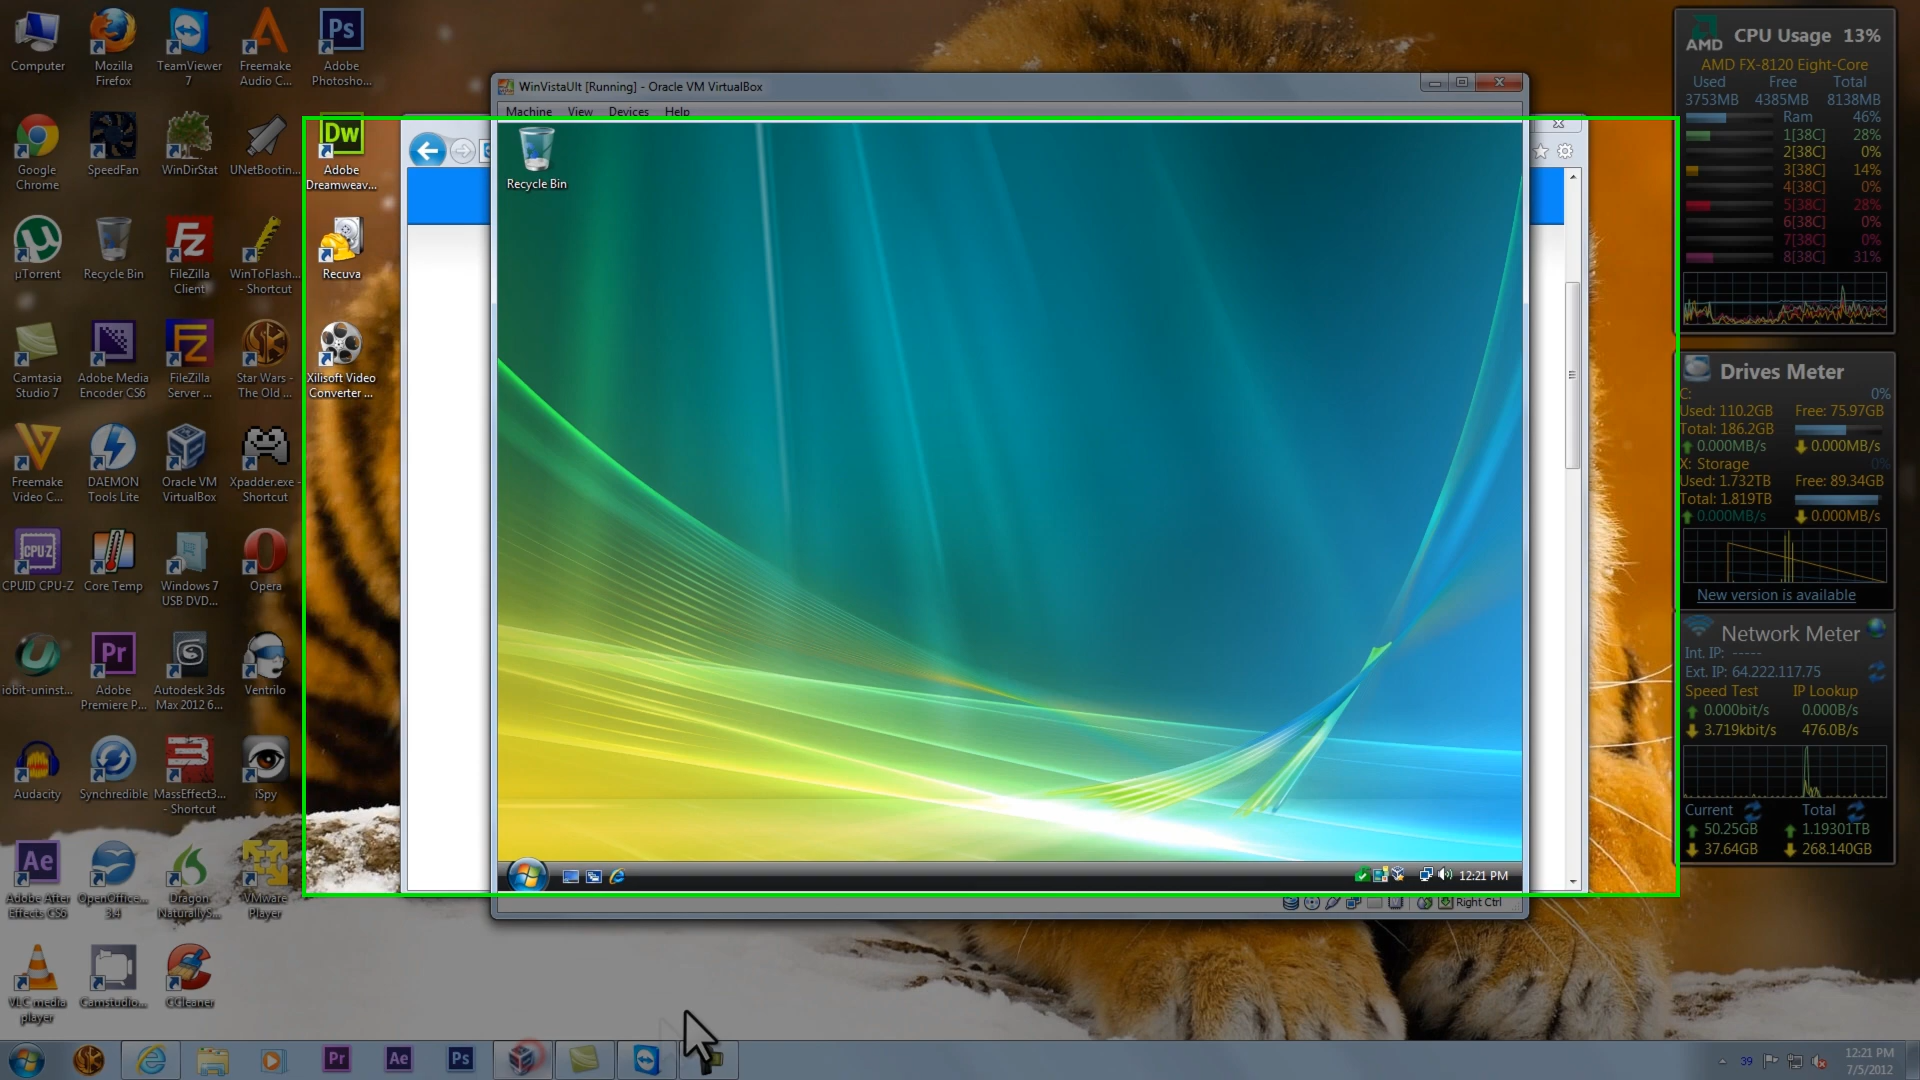 Computer
Mozilla
Firefox
TeamViewer
7
Freemake
Audio C...
Ps
Adobe
Photosho...
Google
Chrome
SpeedFan
WinDirStat
UNetBootin...
Dw
Adobe
Dreamweav...
µTorrent
Recycle Bin
FileZilla
Client
WinToFlash...
- Shortcut
Recuva
Camtasia
Studio 7
Adobe Media
Encoder CS6
FileZilla
Server ...
Star Wars -
The Old ...
Xilisoft Video
Converter ...
Freemake
Video C...
DAEMON
Tools Lite
Oracle VM
VirtualBox
Xpadder.exe -
Shortcut
CPU-Z
CPUID CPU-Z
Core Temp
Windows 7
USB DVD...
Opera
iobit-uninst...
Pr
Adobe
Premiere P...
Autodesk 3ds
Max 2012 6...
Ventrilo
Audacity
Synchredible
MassEffect3...
- Shortcut
iSpy
Ae
Adobe After
Effects CS6
OpenOffice...
3.4
Dragon
NaturallyS...
VMware
Player
VLC media
player
Camstudio...
CCleaner
WinVistaUlt [Running] - Oracle VM VirtualBox
Machine View Devices Help
Recycle Bin
12:21 PM
Right Ctrl
AMD
CPU Usage 13%
AMD FX-8120 Eight-Core
Used Free Total
3753MB 4385MB 8138MB
Ram 46%
1[38C] 28%
2[38C] 0%
3[38C] 14%
4[38C] 0%
5[38C] 28%
6[38C] 0%
7[38C] 0%
8[38C] 31%
Drives Meter
C: 0%
Used: 110.2GB Free: 75.97GB
Total: 186.2GB
0.000MB/s 0.000MB/s
X: Storage 0%
Used: 1.732TB Free: 89.34GB
Total: 1.819TB
0.000MB/s 0.000MB/s
New version is available
Network Meter
Int. IP: -----
Ext. IP: 64.222.117.75
Speed Test IP Lookup
0.000bit/s 0.000B/s
3.719kbit/s 476.0B/s
Current Total
50.25GB 1.19301TB
37.64GB 268.140GB
Pr Ae Ps
39
12:21 PM
7/5/2012